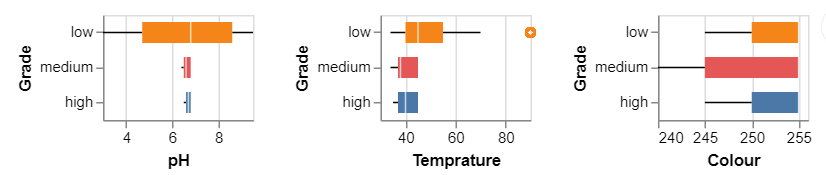 Grade
low
medium
high
4 6 8
pH
Grade
low
medium
high
40 60 80
Temprature
Grade
low
medium
high
240 245 250 255
Colour